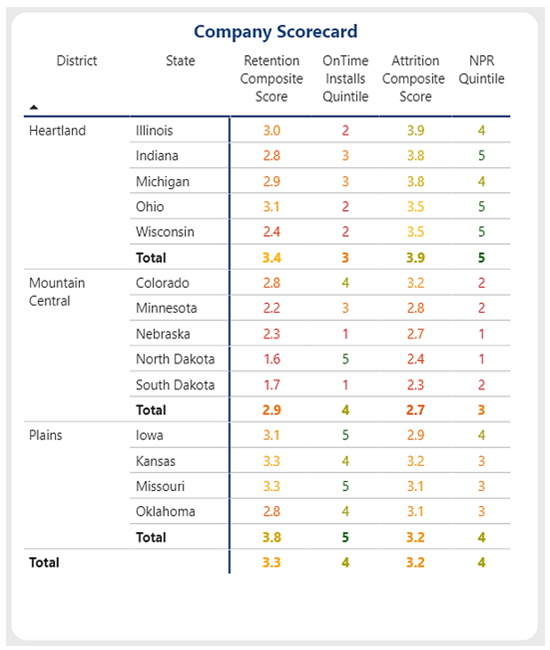 Company Scorecard
District State Retention Composite Score OnTime Installs Quintile Attrition Composite Score NPR Quintile
Heartland Illinois 3.0 2 3.9 4
Indiana 2.8 3 3.8 5
Michigan 2.9 3 3.8 4
Ohio 3.1 2 3.5 5
Wisconsin 2.4 2 3.5 5
Total 3.4 3 3.9 5
Mountain Central Colorado 2.8 4 3.2 2
Minnesota 2.2 3 2.8 2
Nebraska 2.3 1 2.7 1
North Dakota 1.6 5 2.4 1
South Dakota 1.7 1 2.3 2
Total 2.9 4 2.7 3
Plains Iowa 3.1 5 2.9 4
Kansas 3.3 4 3.2 3
Missouri 3.3 5 3.1 3
Oklahoma 2.8 4 3.1 3
Total 3.8 5 3.2 4
Total 3.3 4 3.2 4